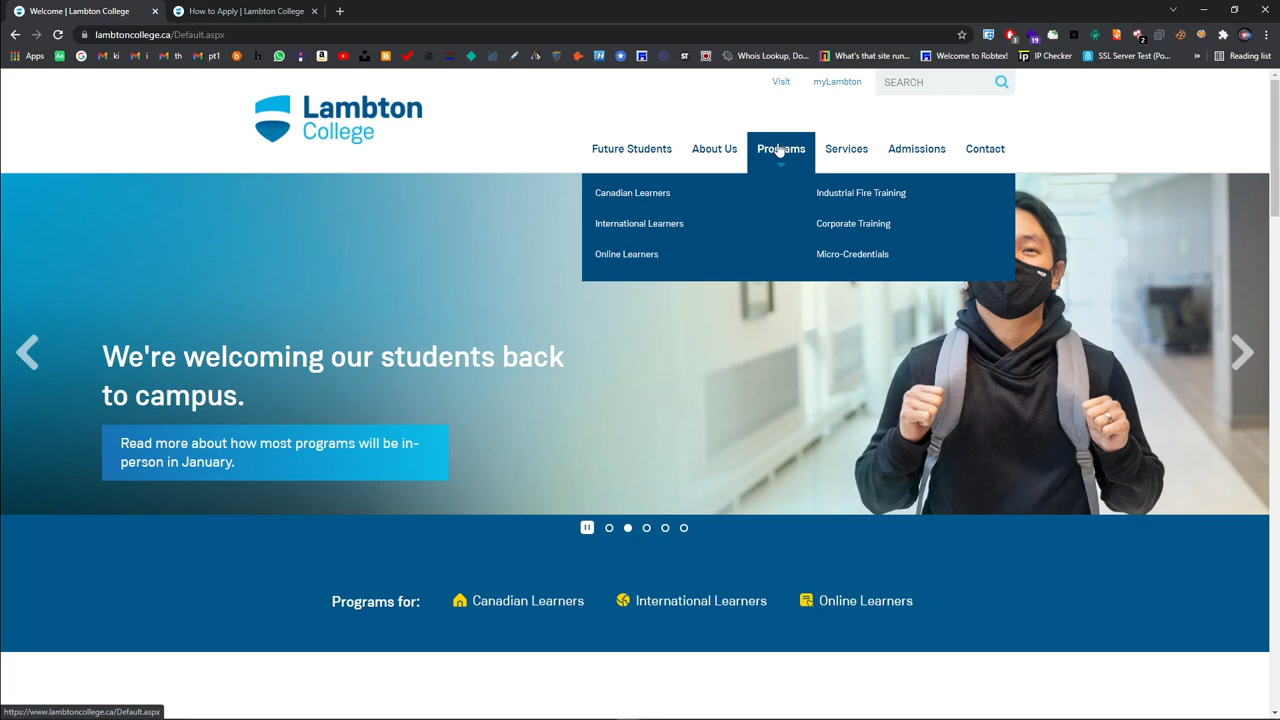 Welcome | Lambton College
How to Apply | Lambton College
lambtoncollege.ca/Default.aspx
Apps
ki
i
th
pt1
Whois Lookup, Do...
What's that site run...
Welcome to Robtex!
IP Checker
SSL Server Test (Po...
Reading list
Visit
myLambton
SEARCH
Lambton
College
Future Students
About Us
Programs
Services
Admissions
Contact
Canadian Learners
Industrial Fire Training
International Learners
Corporate Training
Online Learners
Micro-Credentials
We're welcoming our students back
to campus.
Read more about how most programs will be in-
person in January.
Programs for:
Canadian Learners
International Learners
Online Learners
https://www.lambtoncollege.ca/Default.aspx